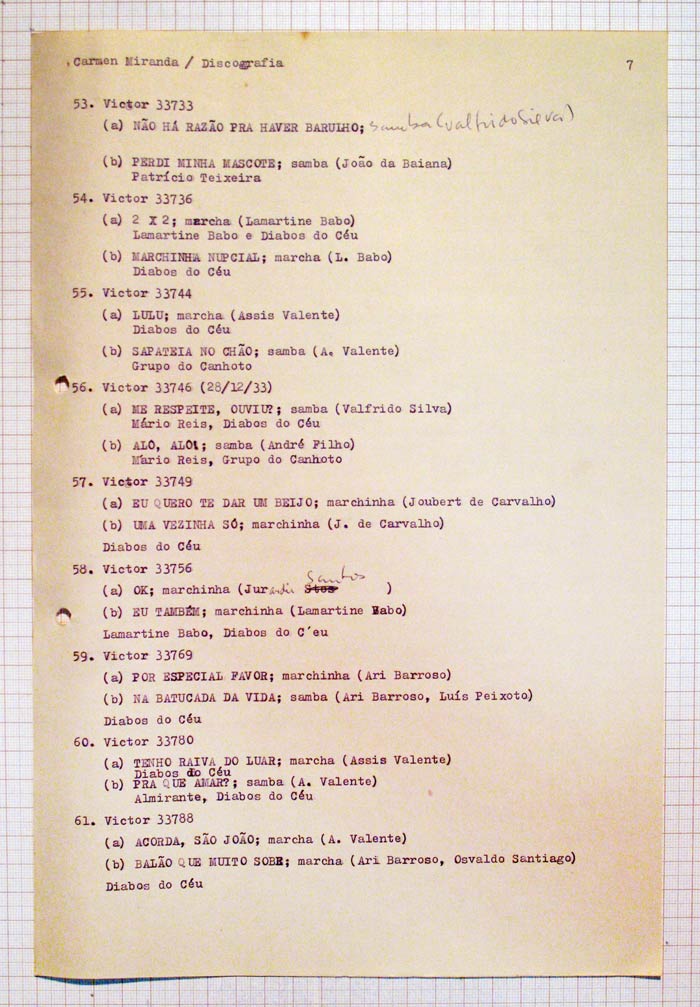 Carmen Miranda / Discografia 7
53. Victor 33733
(a) NÃO HÁ RAZÃO PRA HAVER BARULHO; samba (Valfrido Silva)
(b) PERDI MINHA MASCOTE; samba (João da Baiana)
Patrício Teixeira
54. Victor 33736
(a) 2 X 2; marcha (Lamartine Babo)
Lamartine Babo e Diabos do Céu
(b) MARCHINHA NUPCIAL; marcha (L. Babo)
Diabos do Céu
55. Victor 33744
(a) LULU; marcha (Assis Valente)
Diabos do Céu
(b) SAPATEIA NO CHÃO; samba (A. Valente)
Grupo do Canhoto
56. Victor 33746 (28/12/33)
(a) ME RESPEITE, OUVIU?; samba (Valfrido Silva)
Mário Reis, Diabos do Céu
(b) ALO, ALO!; samba (André Filho)
Mário Reis, Grupo do Canhoto
57. Victor 33749
(a) EU QUERO TE DAR UM BEIJO; marchinha (Joubert de Carvalho)
(b) UMA VEZINHA SÓ; marchinha (J. de Carvalho)
Diabos do Céu
58. Victor 33756
(a) OK; marchinha (Jurandir Santos )
(b) EU TAMBÉM; marchinha (Lamartine Babo)
Lamartine Babo, Diabos do C´eu
59. Victor 33769
(a) POR ESPECIAL FAVOR; marchinha (Ari Barroso)
(b) NA BATUCADA DA VIDA; samba (Ari Barroso, Luís Peixoto)
Diabos do Céu
60. Victor 33780
(a) TENHO RAIVA DO LUAR; marcha (Assis Valente)
Diabos do Céu
(b) PRA QUE AMAR?; samba (A. Valente)
Almirante, Diabos do Céu
61. Victor 33788
(a) ACORDA, SÃO JOÃO; marcha (A. Valente)
(b) BALÃO QUE MUITO SOBE; marcha (Ari Barroso, Osvaldo Santiago)
Diabos do Céu